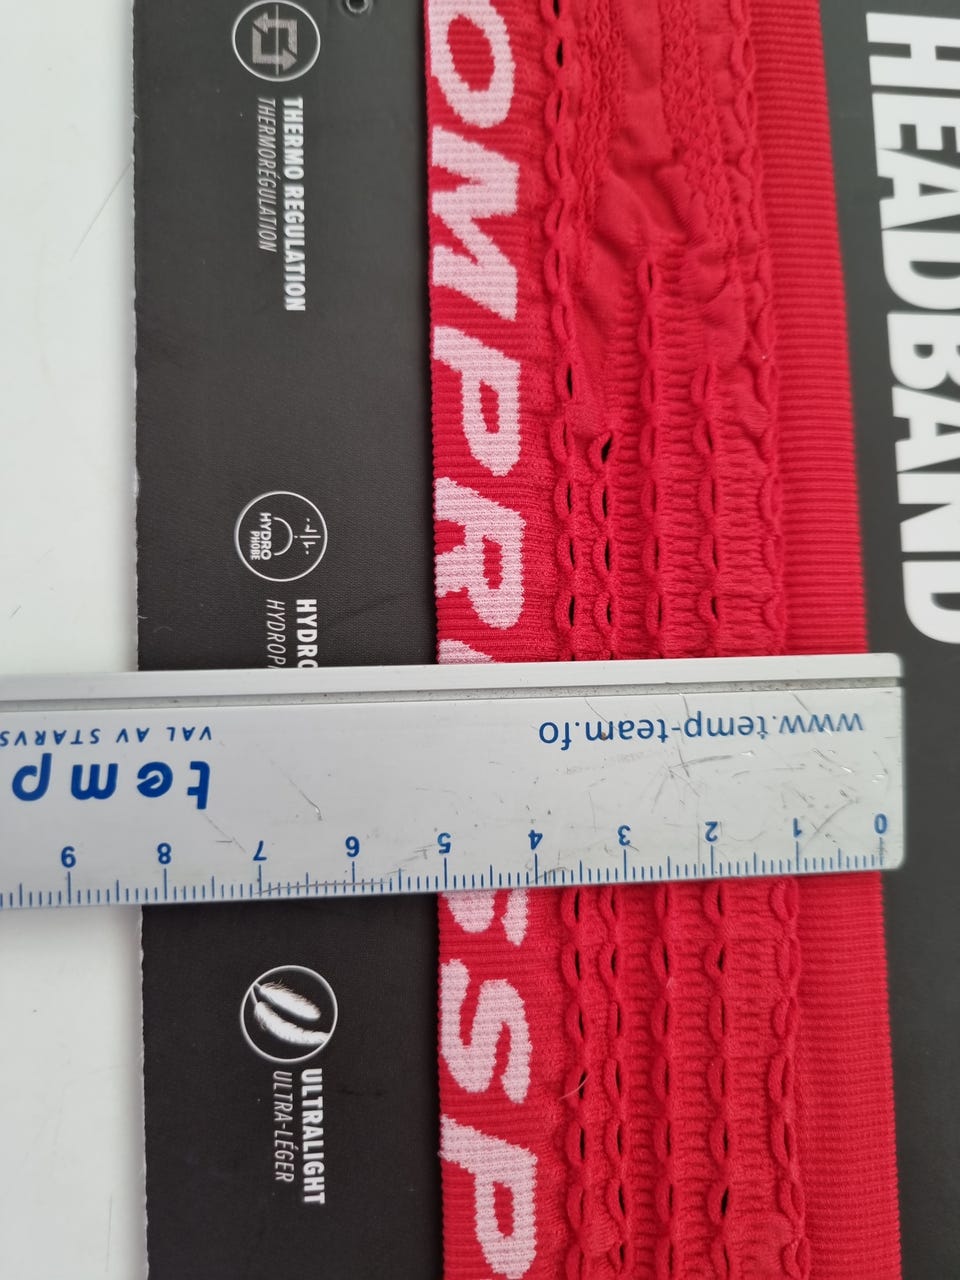 THERMO REGULATION
THERMORÉGULATION
HYDRO
PHOBE
HYDRO
HYDROP
ULTRALIGHT
ULTRA-LÉGER
OMPR
SSP
HEADBAND
www.temp-team.fo
temp
VAL AV STARVS
0 1 2 3 4 5 6 7 8 9